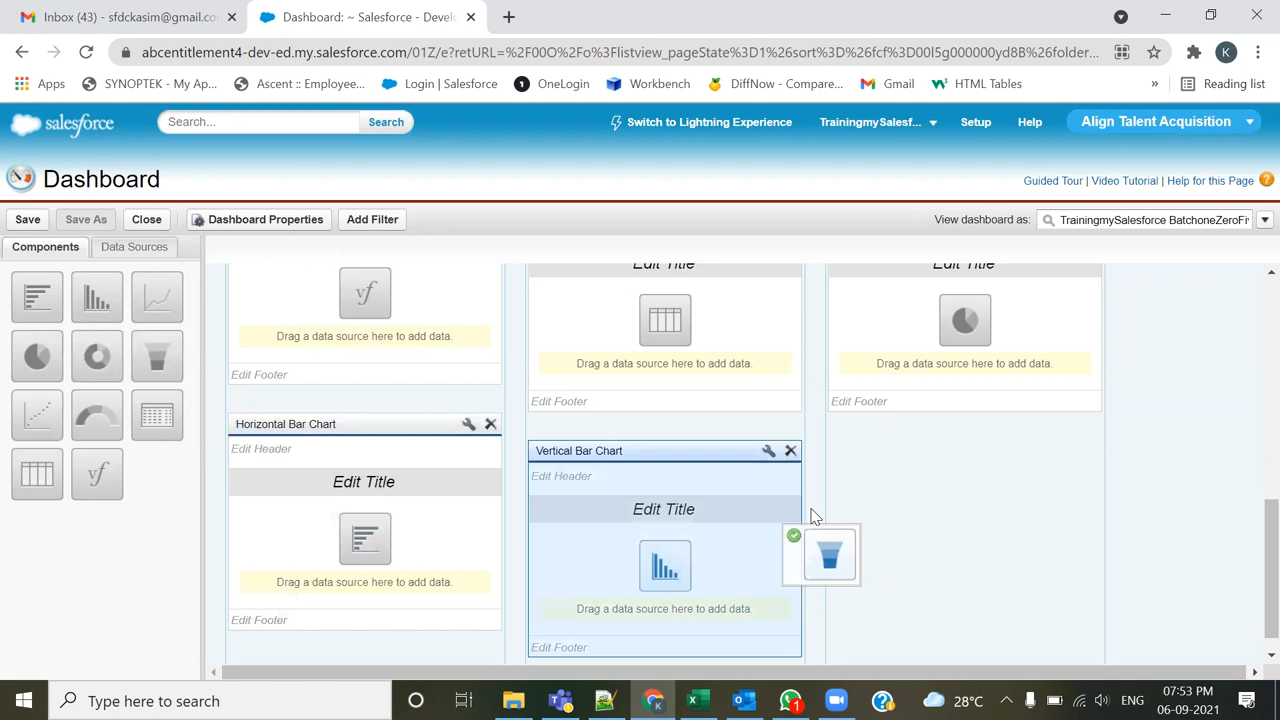 Inbox (43) - sfdckasim@gmail.co
Dashboard: ~ Salesforce - Develo
abcentitlement4-dev-ed.my.salesforce.com/01Z/e?retURL=%2F00O%2Fo%3Flistview_pageState%3D1%26sort%3D%26fcf%3D00l5g000000yd8B%26folder...
Apps
SYNOPTEK - My Ap...
Ascent :: Employee...
Login | Salesforce
OneLogin
Workbench
DiffNow - Compare...
Gmail
HTML Tables
»
Reading list
salesforce
Search...
Search
Switch to Lightning Experience
TrainingmySalesf...
Setup
Help
Align Talent Acquisition
Dashboard
Guided Tour | Video Tutorial | Help for this Page
Save
Save As
Close
Dashboard Properties
Add Filter
View dashboard as:
TrainingmySalesforce BatchoneZeroFi
Components
Data Sources
Edit Title
Edit Title
vf
vf
Drag a data source here to add data.
Drag a data source here to add data.
Drag a data source here to add data.
Edit Footer
Edit Footer
Edit Footer
Horizontal Bar Chart
Edit Header
Edit Title
Drag a data source here to add data.
Edit Footer
Vertical Bar Chart
Edit Header
Edit Title
Drag a data source here to add data.
Edit Footer
Type here to search
1
28°C
ENG
07:53 PM
06-09-2021